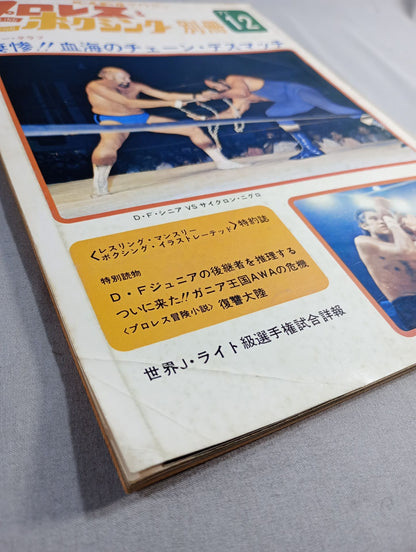 プロレス&
ボクシング
別冊
12
惨!!血海のチェーン・デスマッチ
D・F・シニア VS サイクロン・ニグロ
〈レスリング・マンスリー
ボクシング・イラストレーテッド〉特約誌
特別読物
D・Fジュニアの後継者を推理する
ついに来た!!ガニア王国AWAの危機
〈プロレス冒険小説〉復讐大陸
世界J・ライト級選手権試合詳報